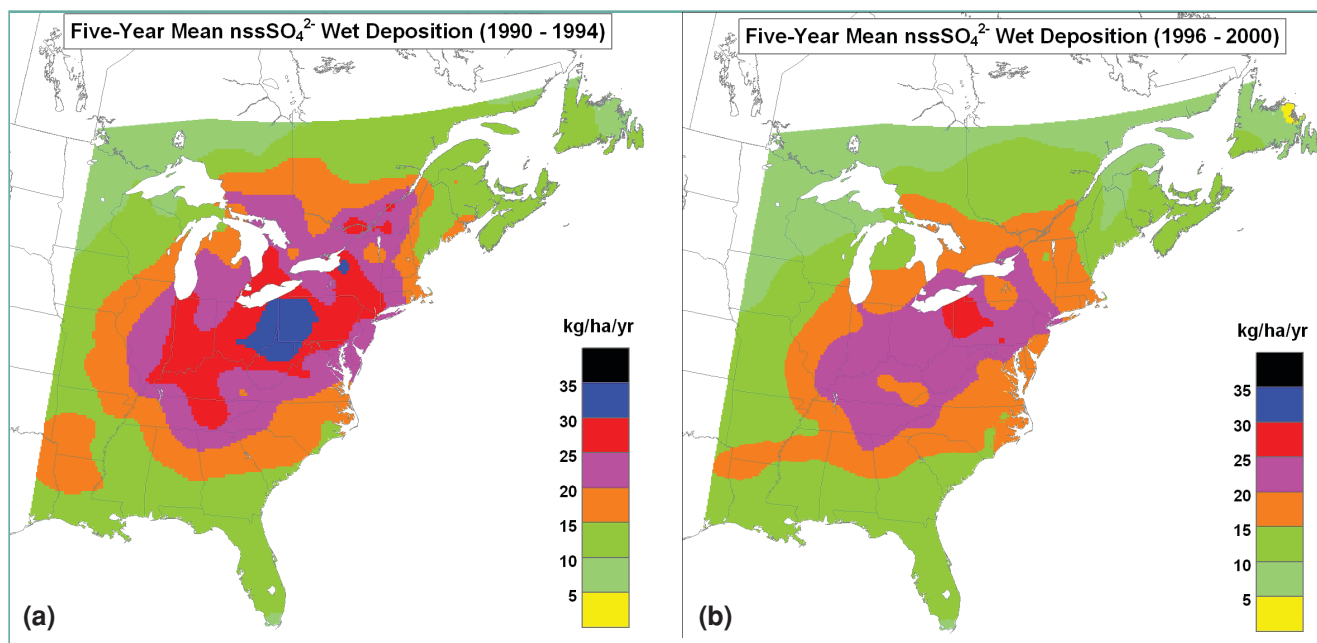 Five-Year Mean nssSO₄²⁻ Wet Deposition (1990 - 1994)
kg/ha/yr
35
30
25
20
15
10
5
(a)
Five-Year Mean nssSO₄²⁻ Wet Deposition (1996 - 2000)
kg/ha/yr
35
30
25
20
15
10
5
(b)